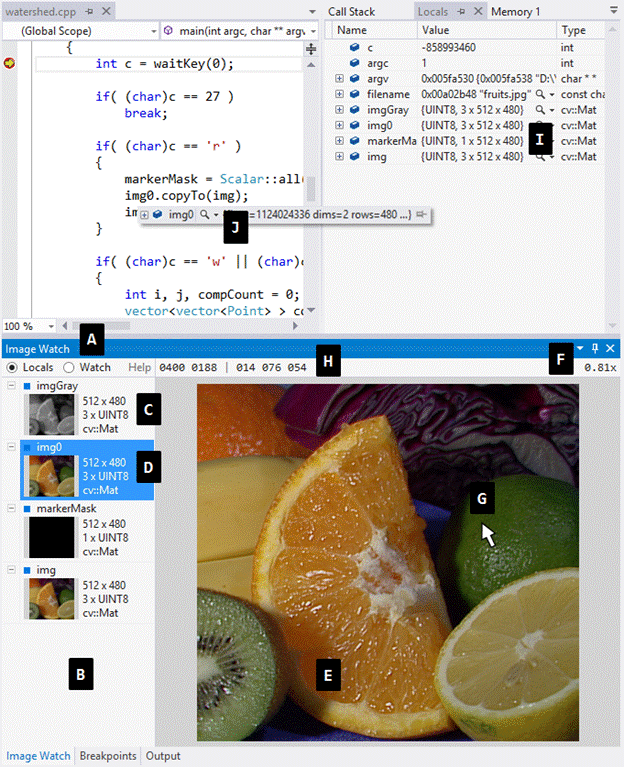 watershed.cpp
(Global Scope) main(int argc, char ** argv
{
int c = waitKey(0);
if( (char)c == 27 )
break;
if( (char)c == 'r' )
{
markerMask = Scalar::all(
img0.copyTo(img);
im
img0 =1124024336 dims=2 rows=480 ...}
J
}
if( (char)c == 'w' || (char)c
{
int i, j, compCount = 0;
vector<vector<Point> > co
100 %
Call Stack Locals Memory 1
Name Value Type
c -858993460 int
argc 1 int
argv 0x005fa530 {0x005fa538 "D:\\ char * *
filename 0x00a02b48 "fruits.jpg" const cha
imgGray {UINT8, 3 x 512 x 480} cv::Mat
img0 {UINT8, 3 x 512 x 480} cv::Mat
markerMa {UINT8, 1 x 512 x 480} cv::Mat
img {UINT8, 3 x 512 x 480} cv::Mat
I
A
Image Watch
F
Locals Watch Help 0400 0188 | 014 076 054 H 0.81x
imgGray
512 x 480
3 x UINT8
cv::Mat
C
img0
512 x 480
3 x UINT8
cv::Mat
D
markerMask
512 x 480
1 x UINT8
cv::Mat
img
512 x 480
3 x UINT8
cv::Mat
B
G
E
Image Watch Breakpoints Output